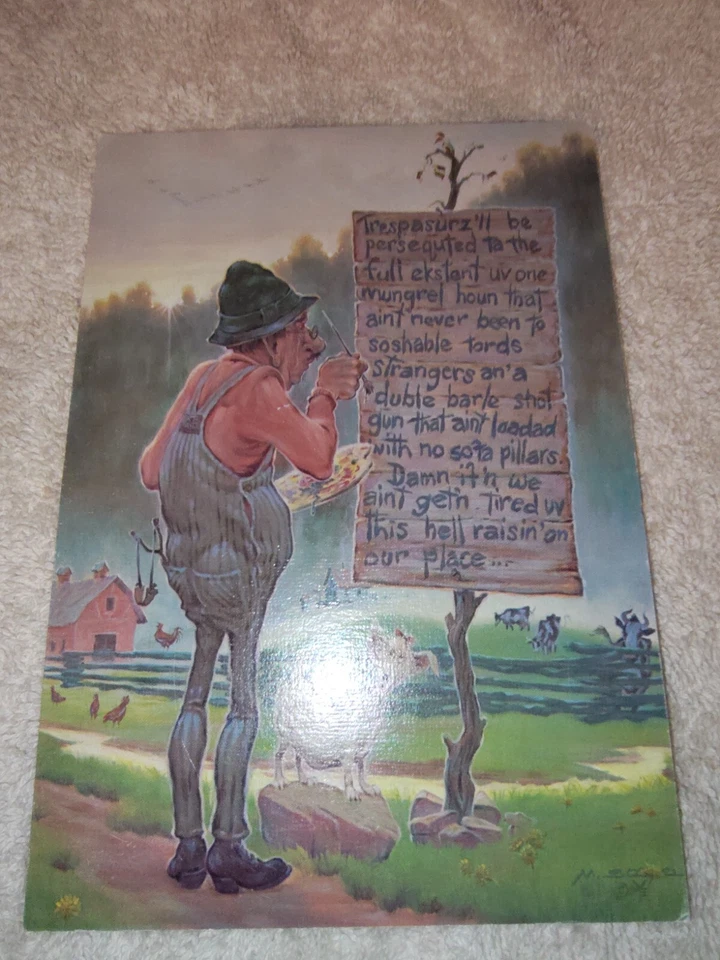 Trespasurz'll be
persequted ta the
full ekstant uv one
mungrel houn that
aint never been to
soshable tords
strangers an'a
duble barle shot
gun that aint loadad
with no sofa pillars.
Damn it'n we
aint get'n tired uv
this hell raisin' on
our place...
M.